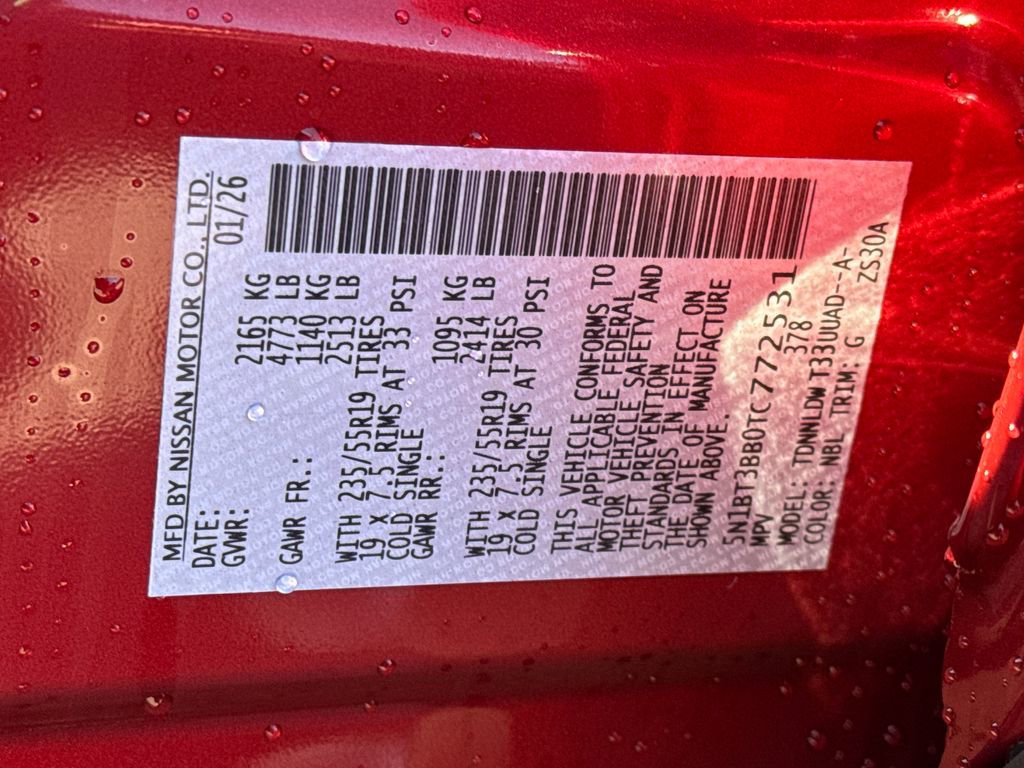 MFD BY NISSAN MOTOR CO., LTD.
DATE: 01/26
GVWR: 2165 KG
4773 LB
GAWR FR.: 1140 KG
2513 LB
WITH 235/55R19 TIRES
19 X 7.5 RIMS AT 33 PSI
COLD SINGLE
GAWR RR.: 1095 KG
2414 LB
WITH 235/55R19 TIRES
19 X 7.5 RIMS AT 30 PSI
COLD SINGLE
THIS VEHICLE CONFORMS TO
ALL APPLICABLE FEDERAL
MOTOR VEHICLE SAFETY AND
THEFT PREVENTION
STANDARDS IN EFFECT ON
THE DATE OF MANUFACTURE
SHOWN ABOVE.
5N1BT3BB0TC772531
MPV 378
MODEL: TDNNLDW T33UUAD--A-
COLOR: NBL TRIM: G ZS30A